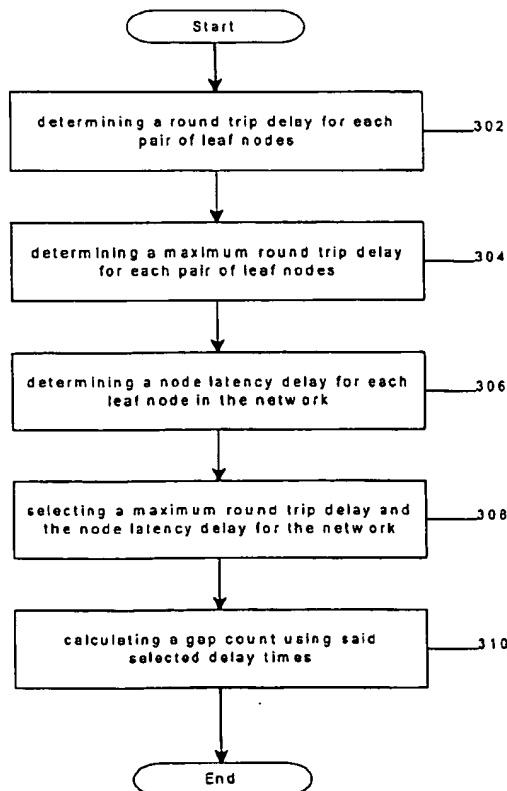 Start
determining a round trip delay for each
pair of leaf nodes
302
determining a maximum round trip delay
for each pair of leaf nodes
304
determining a node latency delay for each
leaf node in the network
306
selecting a maximum round trip delay and
the node latency delay for the network
308
calculating a gap count using said
selected delay times
310
End